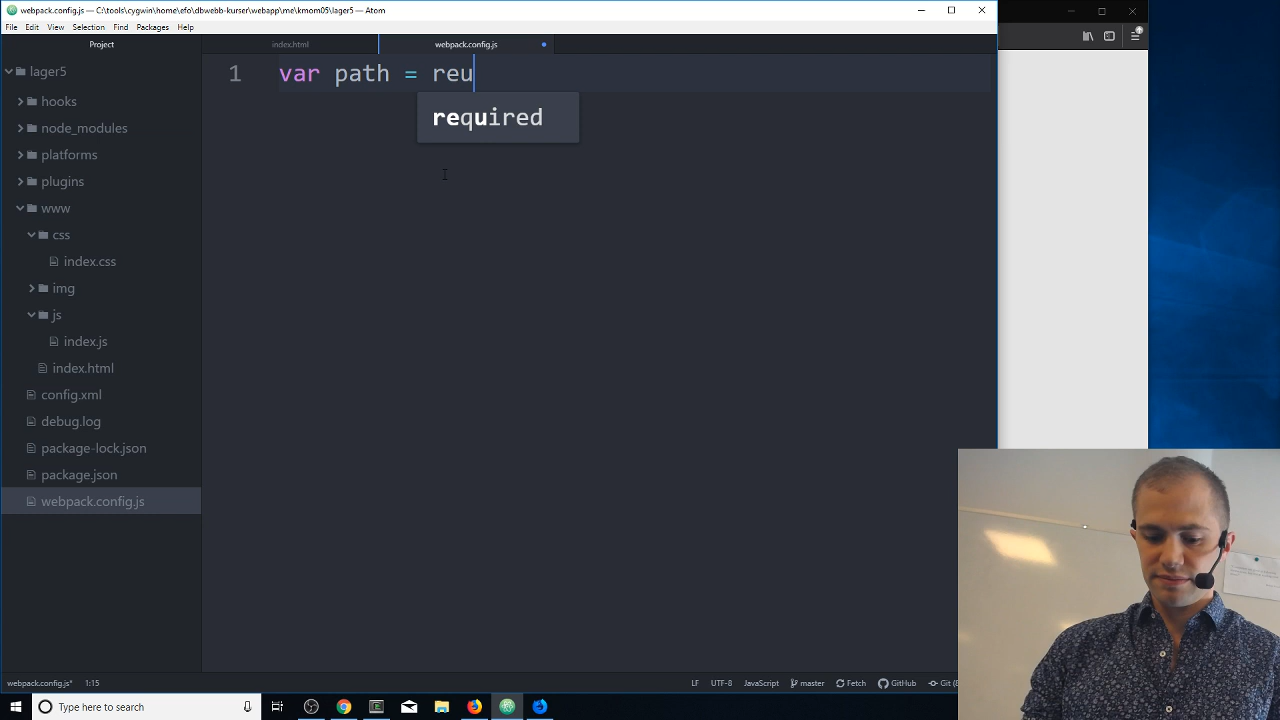 webpack.config.js — C:\tools\cygwin\home\efo\dbwebb-kurser\webapp\me\kmom05\lager5 — Atom
File Edit View Selection Find Packages Help
Project
index.html
webpack.config.js
lager5
hooks
node_modules
platforms
plugins
www
css
index.css
img
js
index.js
index.html
config.xml
debug.log
package-lock.json
package.json
webpack.config.js
1 var path = reu
required
webpack.config.js* 1:15
LF UTF-8 JavaScript master Fetch GitHub Git (
Type here to search